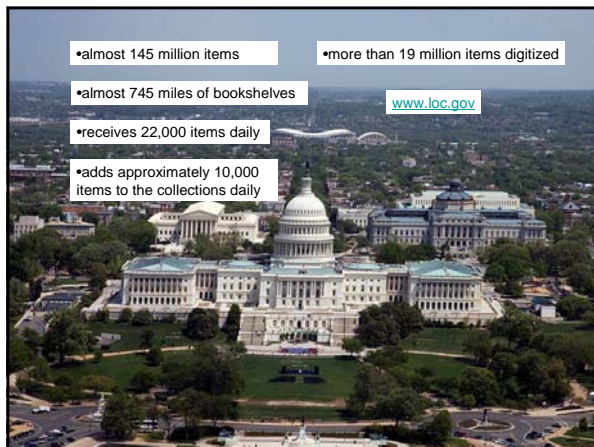 •almost 145 million items
•almost 745 miles of bookshelves
•receives 22,000 items daily
•adds approximately 10,000
items to the collections daily
•more than 19 million items digitized
www.loc.gov